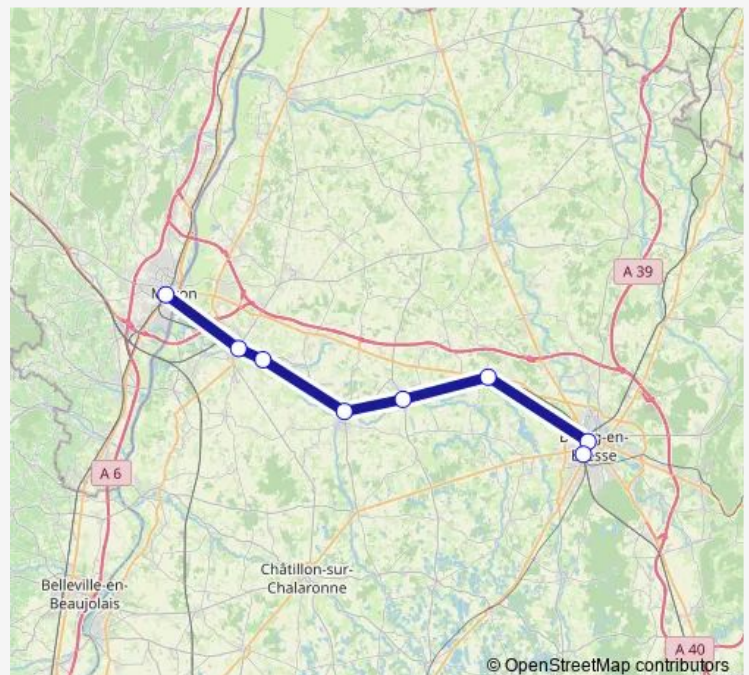 A 39
A 6
Châtillon-sur-
Chalaronne
Belleville-en-
Beaujolais
A 40
© OpenStreetMap contributors